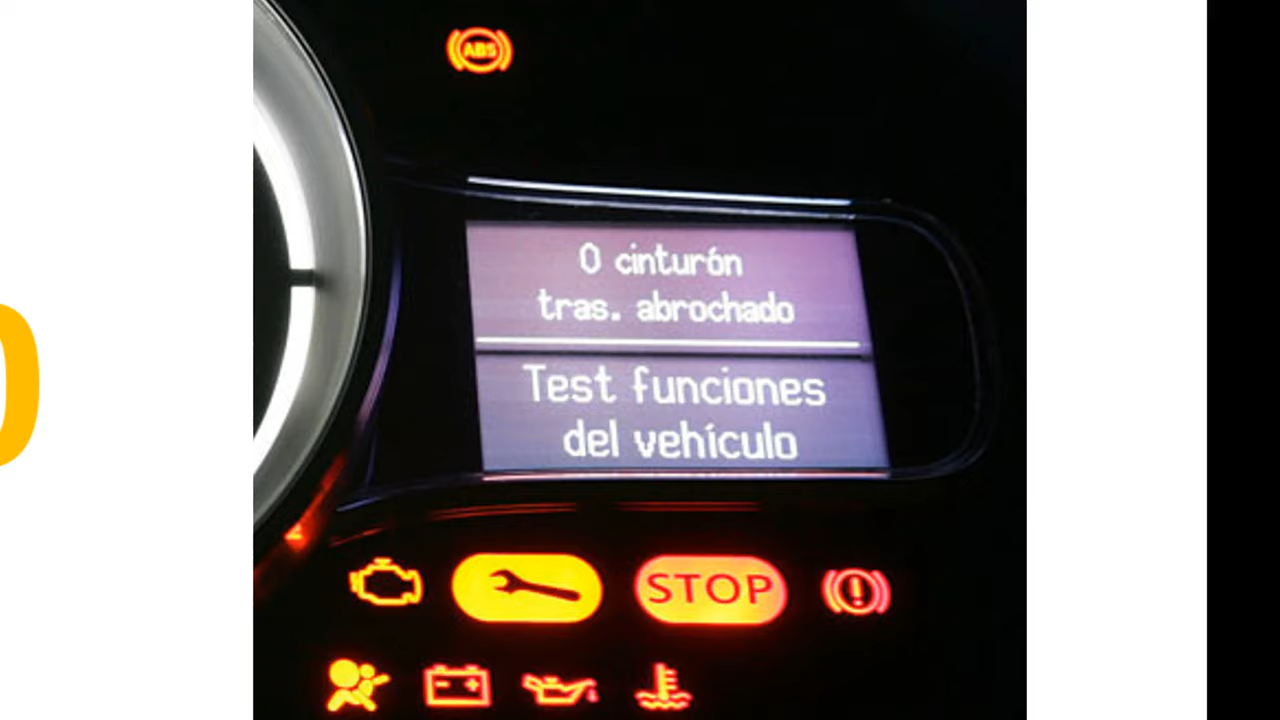 ABS
0 cinturón
tras. abrochado
Test funciones
del vehículo
STOP